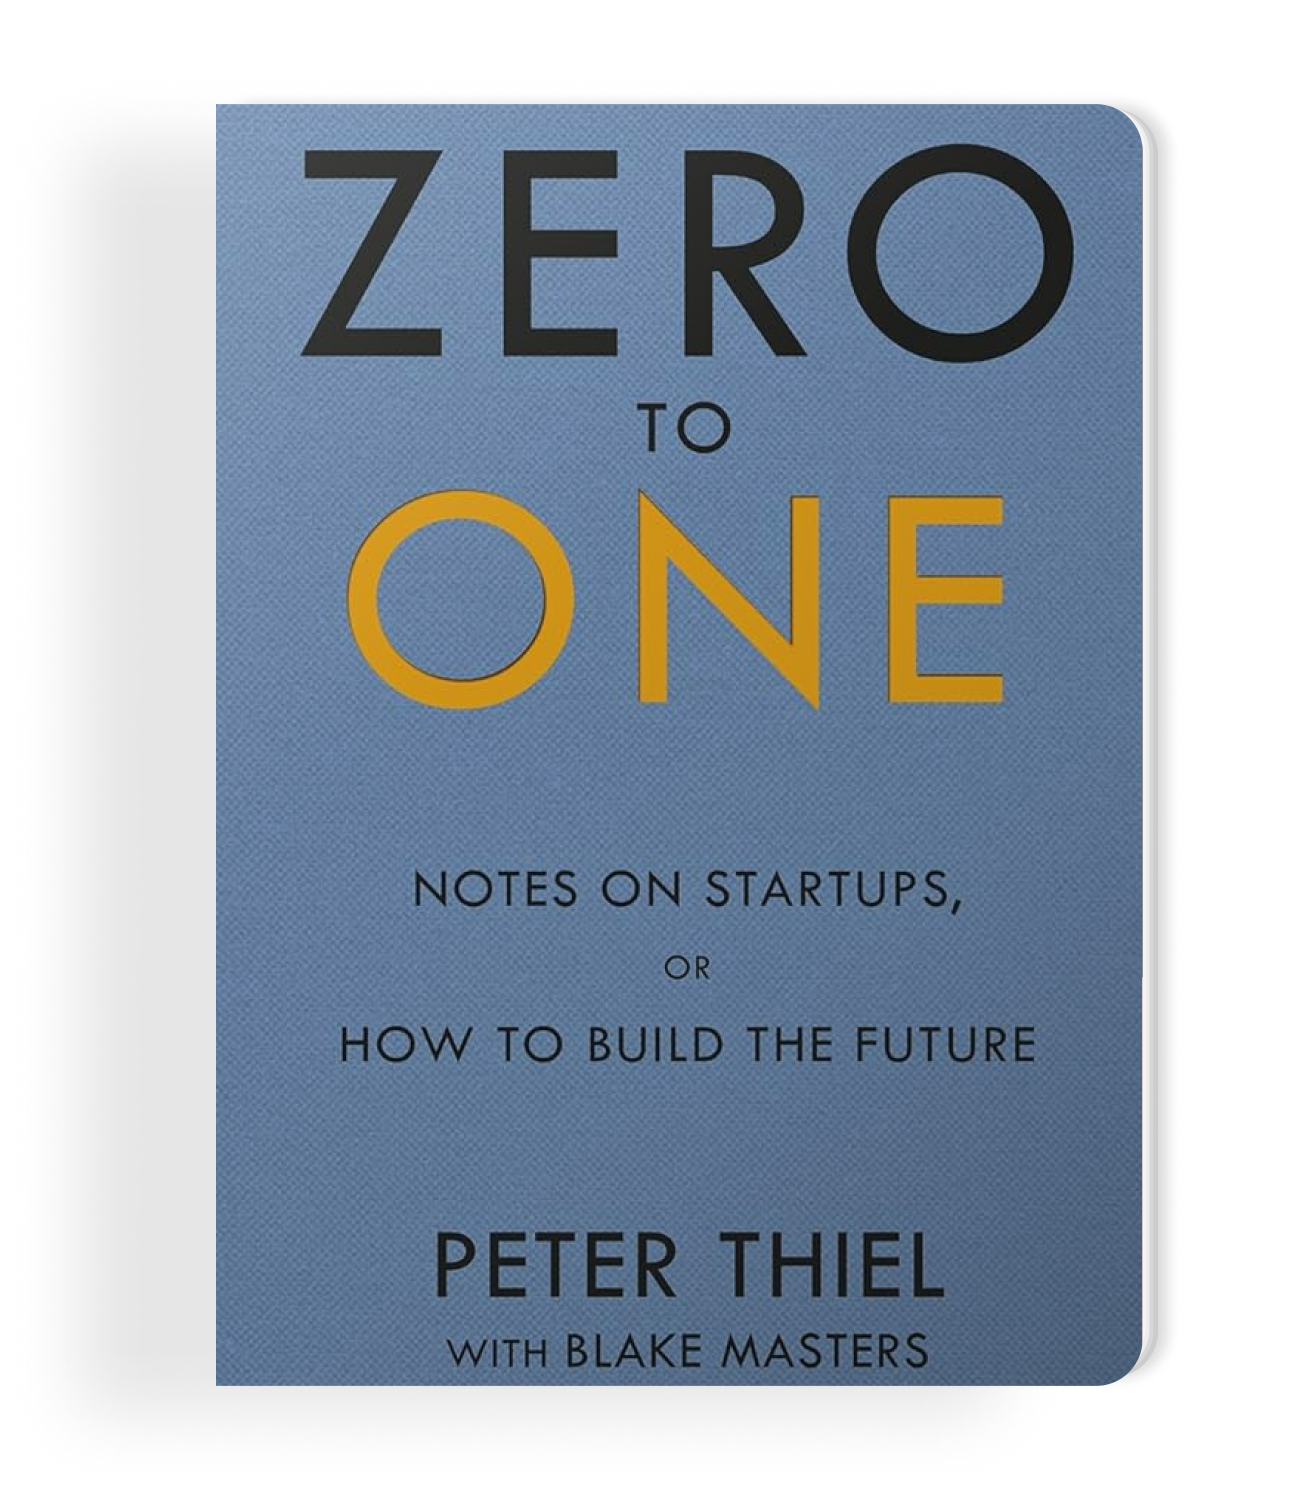 ZERO
TO
ONE
NOTES ON STARTUPS,
OR
HOW TO BUILD THE FUTURE
PETER THIEL
WITH BLAKE MASTERS